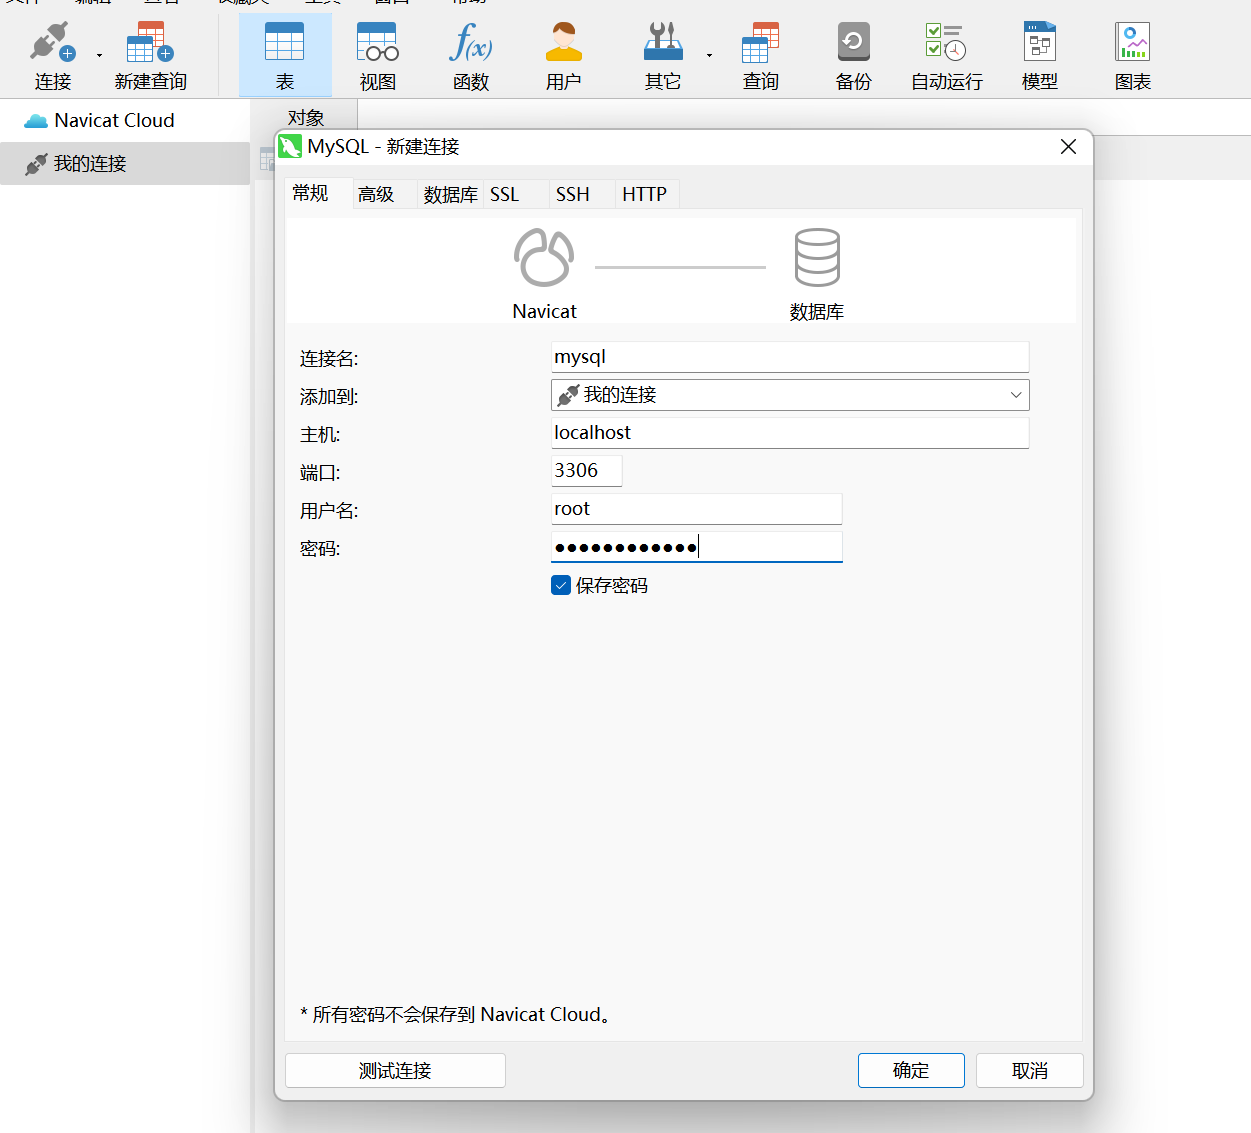 连接
新建查询
表
视图
函数
用户
其它
查询
备份
自动运行
模型
图表
Navicat Cloud
对象
我的连接
MySQL - 新建连接
常规 高级 数据库 SSL SSH HTTP
Navicat
数据库
连接名: mysql
添加到: 我的连接
主机: localhost
端口: 3306
用户名: root
密码: ●●●●●●●●●●●●
保存密码
* 所有密码不会保存到 Navicat Cloud。
测试连接 确定 取消